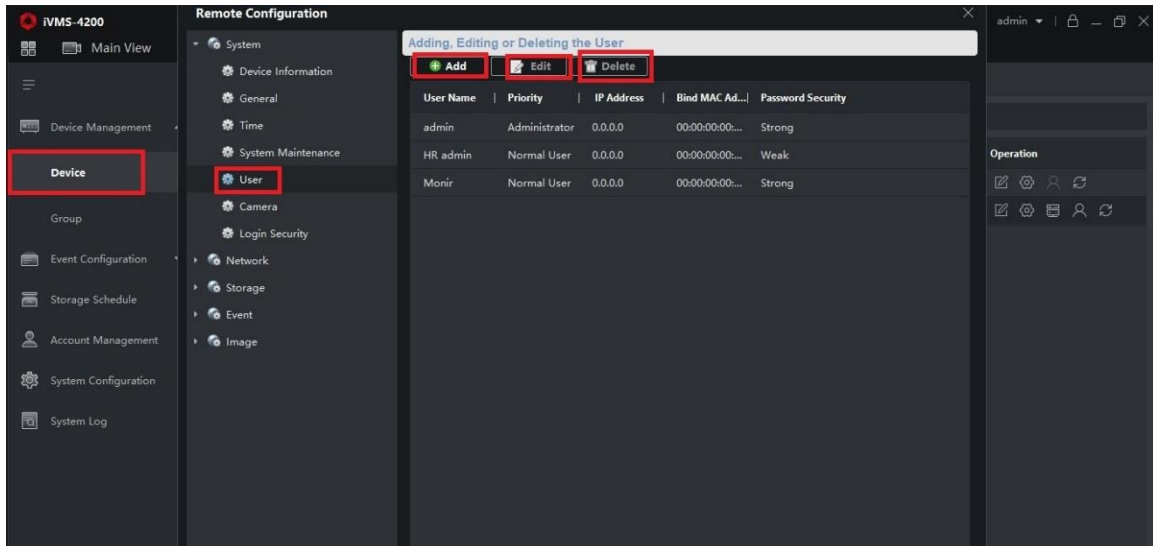 iVMS-4200
Remote Configuration
admin
Main View
System
Adding, Editing or Deleting the User
Device Information
Add
Edit
Delete
General
User Name | Priority | IP Address | Bind MAC Ad...| Password Security
Device Management
Time
admin Administrator 0.0.0.0 00:00:00:00:... Strong
System Maintenance
HR admin Normal User 0.0.0.0 00:00:00:00:... Weak
Operation
Device
User
Monir Normal User 0.0.0.0 00:00:00:00:... Strong
Camera
Group
Login Security
Event Configuration
Network
Storage
Storage Schedule
Event
Account Management
Image
System Configuration
System Log